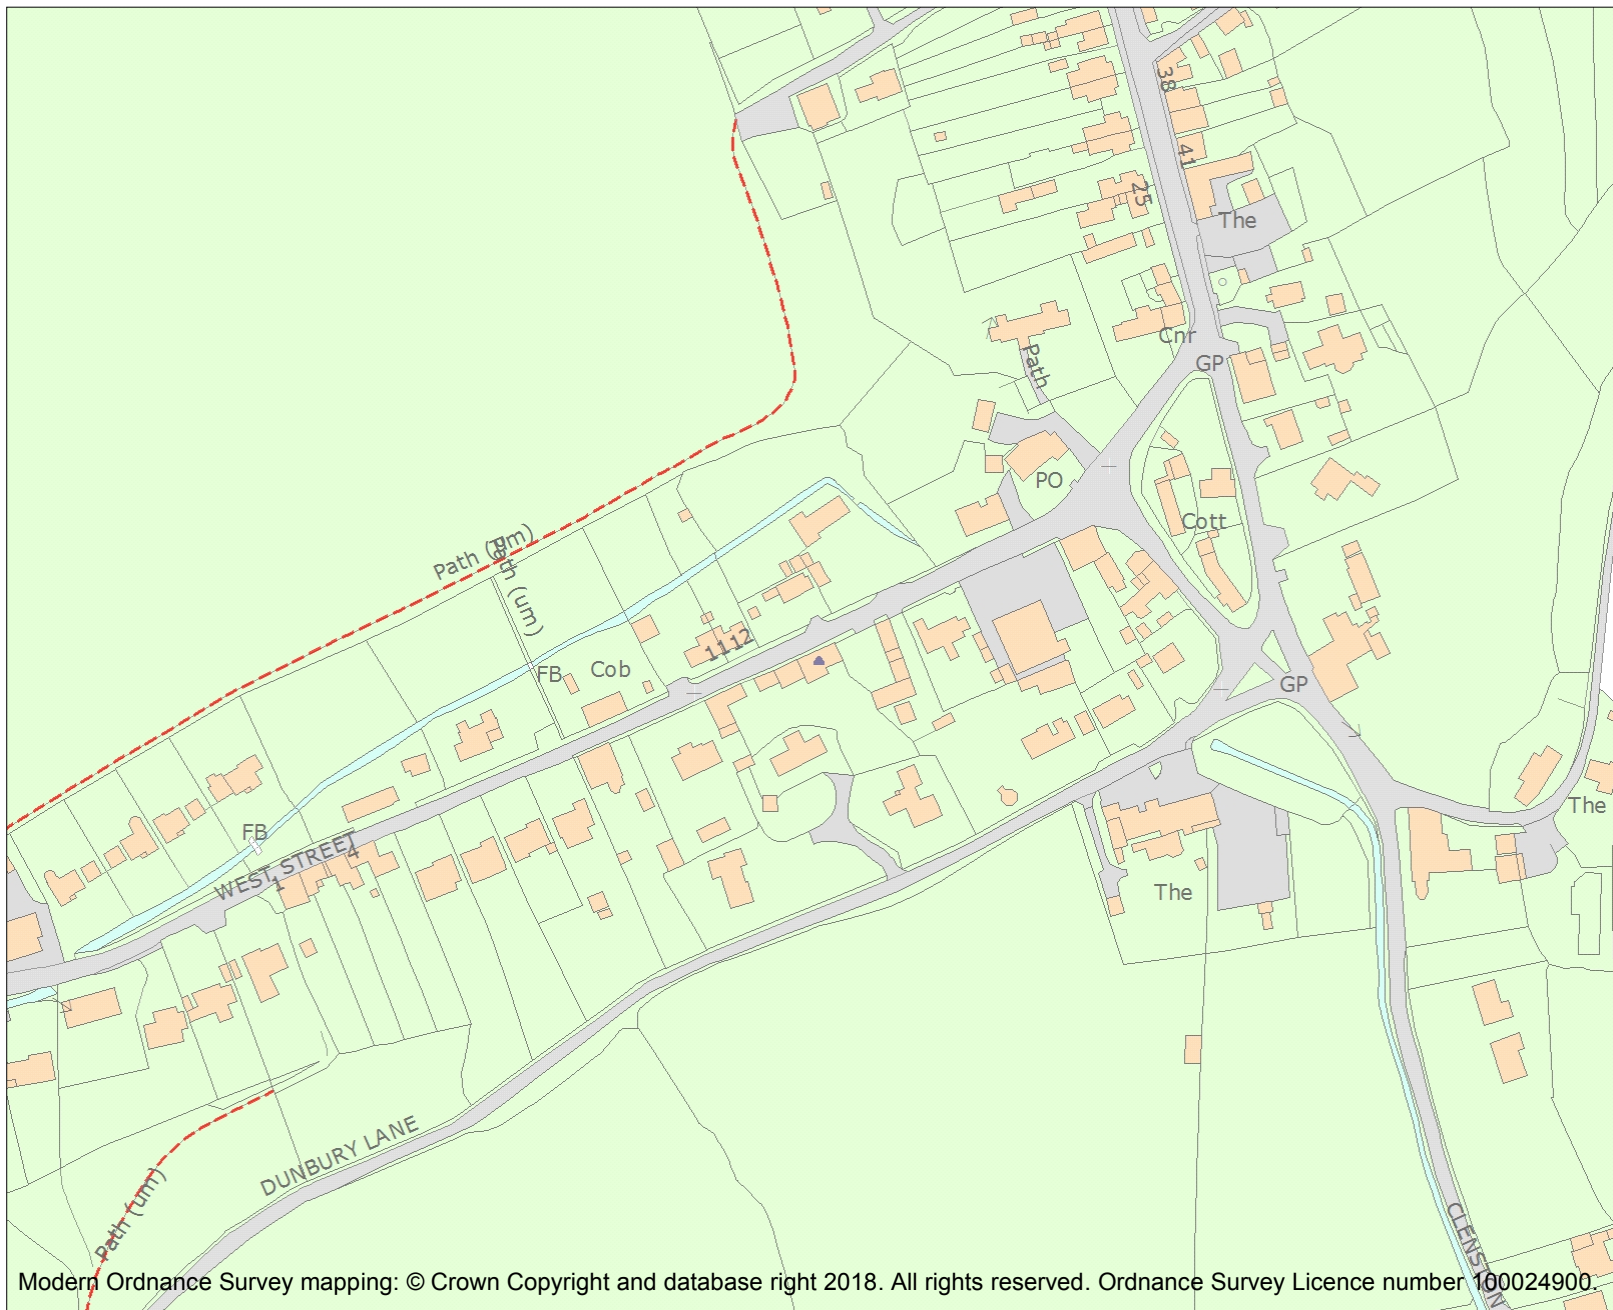 38
41
25
The
Cnr
GP
Path
PO
Cott
Path (um)
Path (um)
1112
FB
Cob
GP
The
FB
WEST STREET
4
1
The
DUNBURY LANE
Path (um)
CLENSTON
Modern Ordnance Survey mapping: © Crown Copyright and database right 2018. All rights reserved. Ordnance Survey Licence number 100024900.